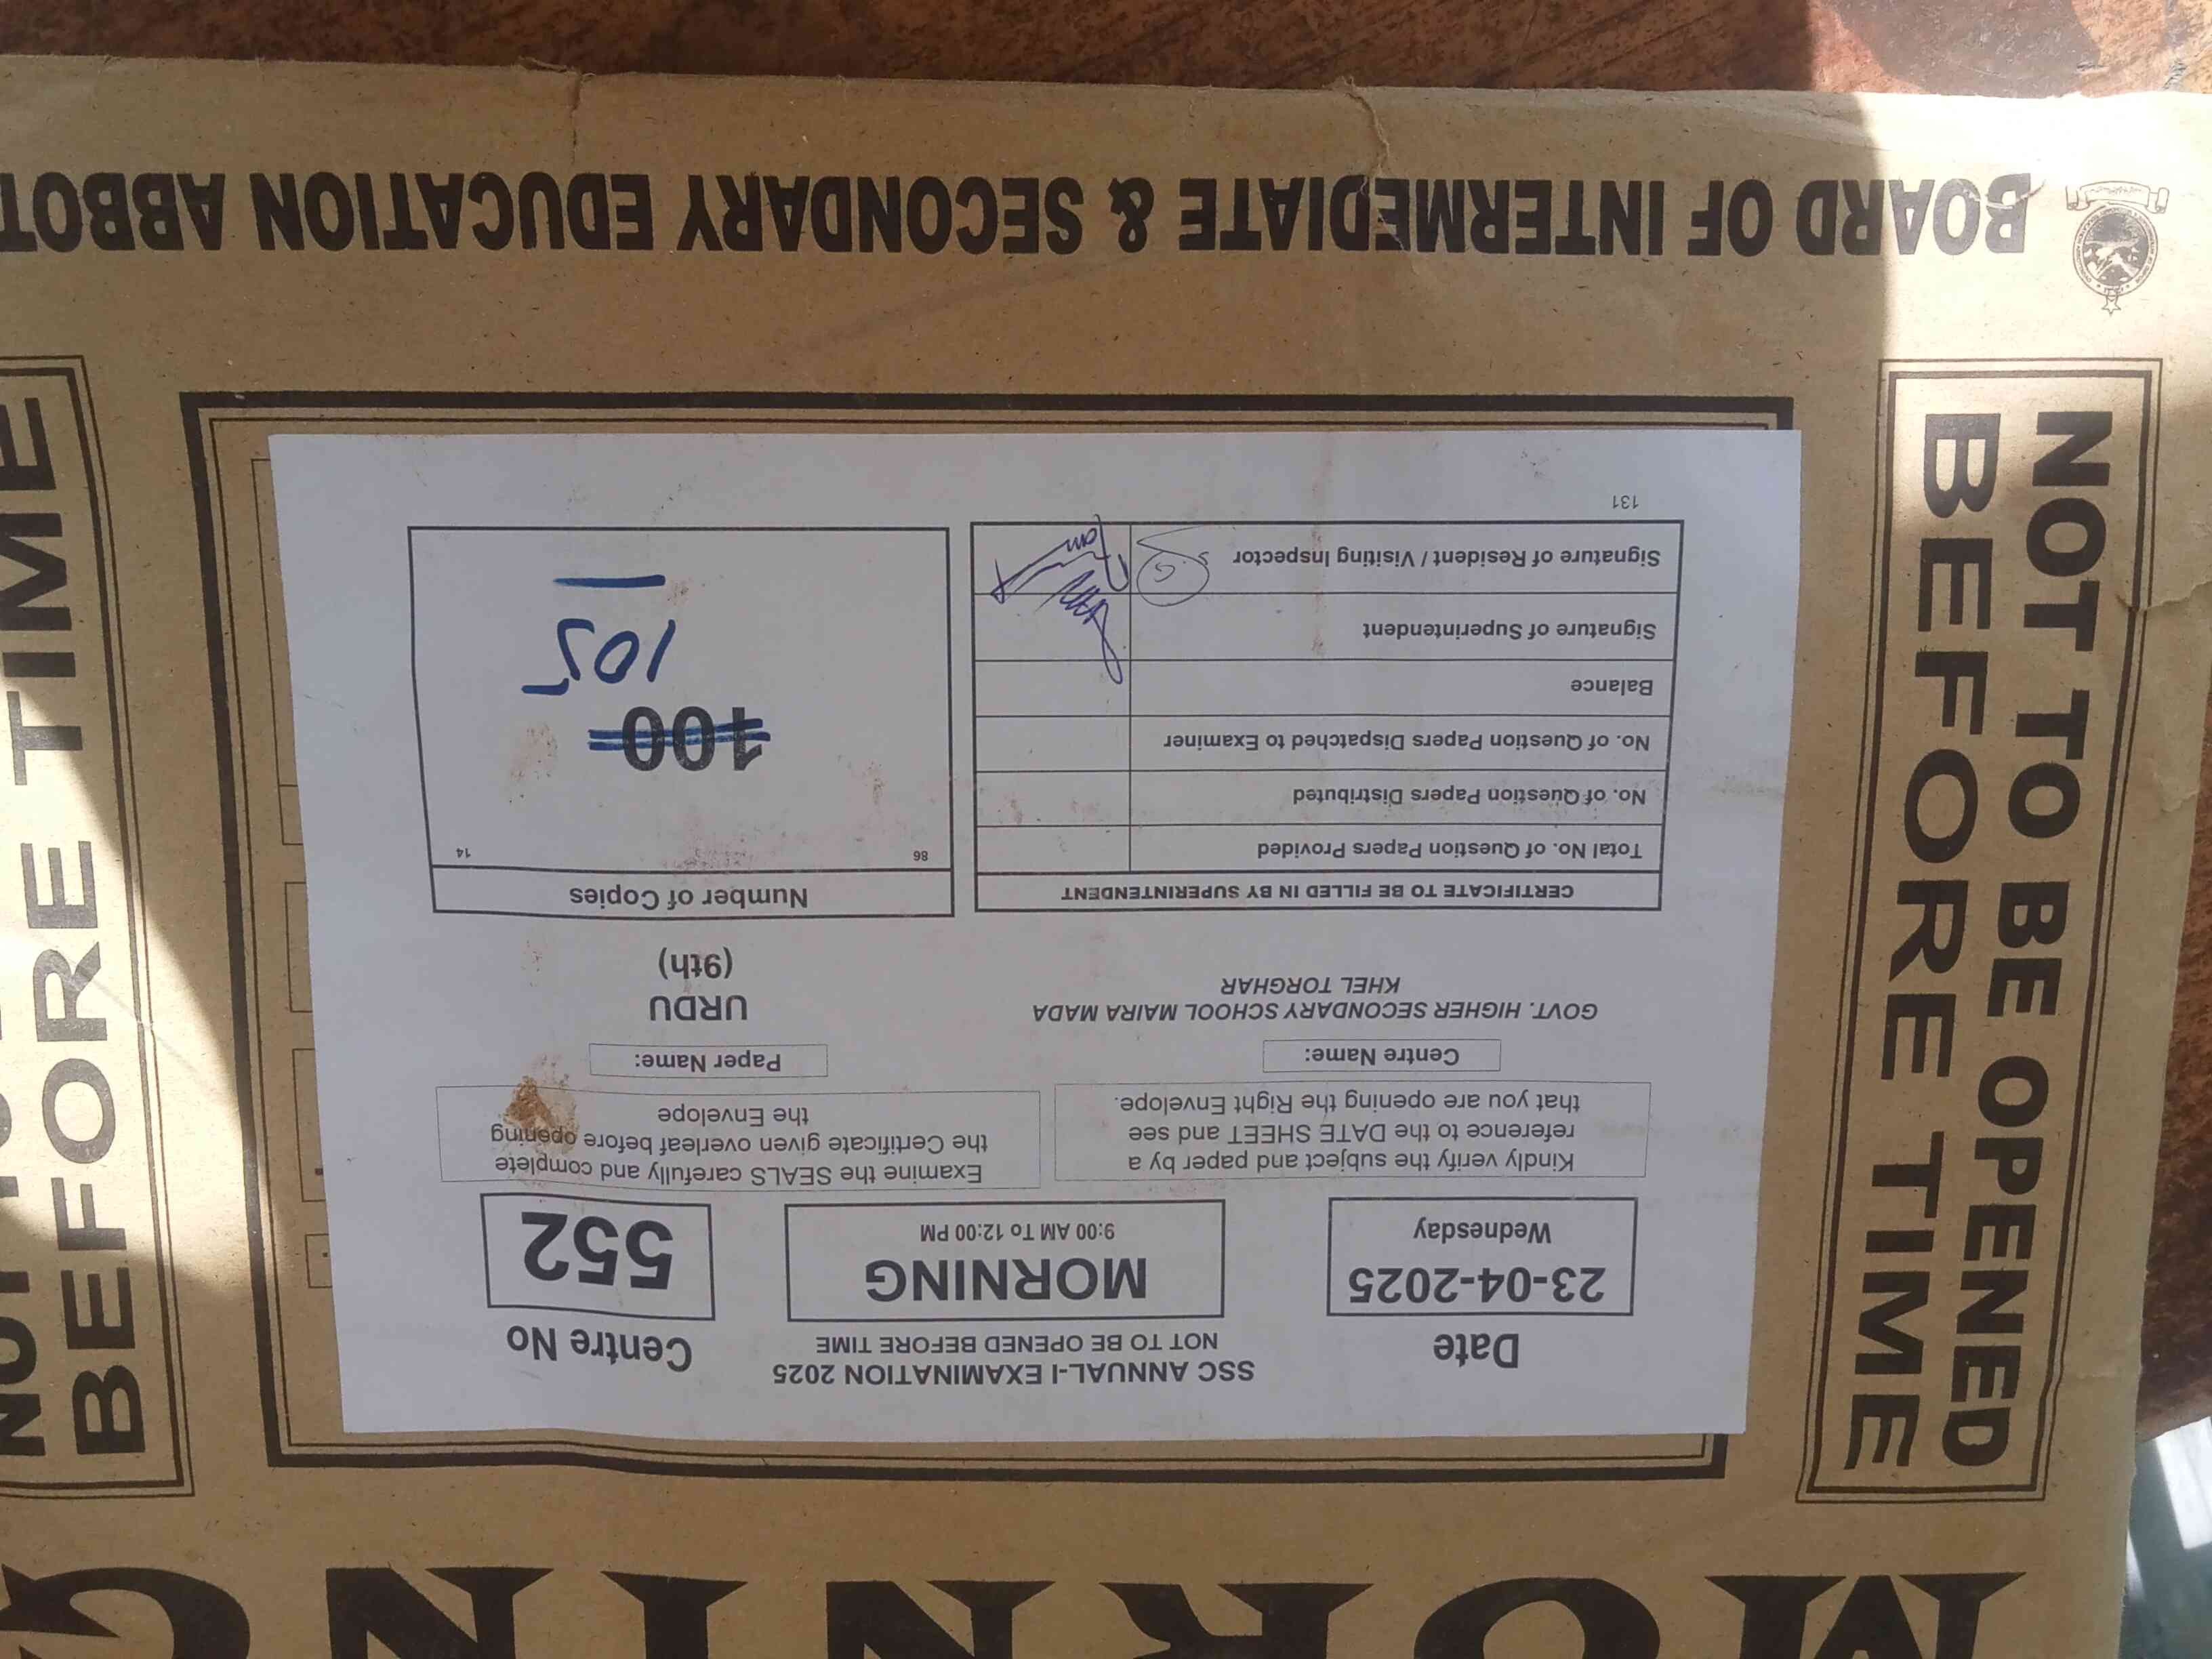 MORNING
NOT TO BE OPENED
BEFORE TIME
SSC ANNUAL-I EXAMINATION 2025
NOT TO BE OPENED BEFORE TIME
Date
23-04-2025
Wednesday
MORNING
9:00 AM To 12:00 PM
Centre No
552
Kindly verify the subject and paper by a
reference to the DATE SHEET and see
that you are opening the Right Envelope.
Examine the SEALS carefully and complete
the Certificate given overleaf before opening
the Envelope
Centre Name:
GOVT. HIGHER SECONDARY SCHOOL MAIRA MADA
KHEL TORGHAR
Paper Name:
URDU
(9th)
CERTIFICATE TO BE FILLED IN BY SUPERINTENDENT
Total No. of Question Papers Provided
No. of Question Papers Distributed
No. of Question Papers Dispatched to Examiner
Balance
Signature of Superintendent
Signature of Resident / Visiting Inspector
131
Number of Copies
86 14
100
105
BEFORE TIME
BOARD OF INTERMEDIATE & SECONDARY EDUCATION ABBOT